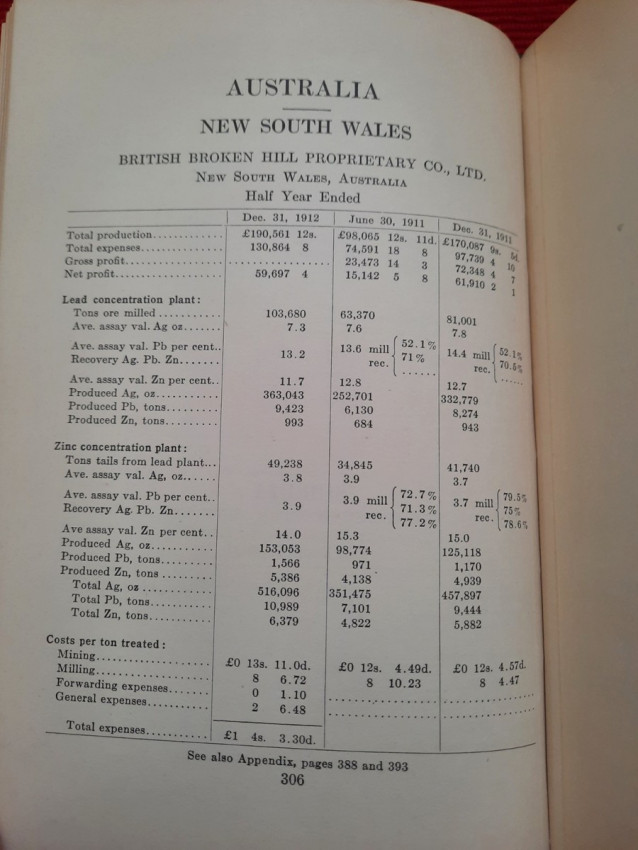 AUSTRALIA
NEW SOUTH WALES
BRITISH BROKEN HILL PROPRIETARY CO., LTD.
NEW SOUTH WALES, AUSTRALIA
Half Year Ended
Dec. 31, 1912 June 30, 1911 Dec. 31, 1911
Total production............ £190,561 12s. £98,065 12s. 11d. £170,087 9s. 5d.
Total expenses.............. 130,864 8 74,591 18 8 97,739 4 10
Gross profit................ ................ 23,473 14 3 72,348 4 7
Net profit.................. 59,697 4 15,142 5 8 61,910 2 1
Lead concentration plant:
Tons ore milled ........... 103,680 63,370 81,001
Ave. assay val. Ag oz....... 7.3 7.6 7.8
Ave. assay val. Pb per cent.. 13.2 13.6 mill 52.1% 14.4 mill 52.1%
Recovery Ag. Pb. Zn....... rec. 71% rec. 70.5%
...... ......
Ave. assay val. Zn per cent.. 11.7 12.8 12.7
Produced Ag, oz........... 363,043 252,701 332,779
Produced Pb, tons......... 9,423 6,130 8,274
Produced Zn, tons......... 993 684 943
Zinc concentration plant:
Tons tails from lead plant... 49,238 34,845 41,740
Ave. assay val. Ag, oz...... 3.8 3.9 3.7
Ave. assay val. Pb per cent.. 3.9 3.9 mill 72.7% 3.7 mill 79.5%
Recovery Ag. Pb. Zn....... rec. 71.3% rec. 75%
77.2% 78.6%
Ave assay val. Zn per cent.. 14.0 15.3 15.0
Produced Ag, oz........... 153,053 98,774 125,118
Produced Pb, tons......... 1,566 971 1,170
Produced Zn, tons ........ 5,386 4,138 4,939
Total Ag, oz ............ 516,096 351,475 457,897
Total Pb, tons........... 10,989 7,101 9,444
Total Zn, tons........... 6,379 4,822 5,882
Costs per ton treated:
Mining.................... £0 13s. 11.0d. £0 12s. 4.49d. £0 12s. 4.57d.
Milling.................... 8 6.72 8 10.23 8 4.47
Forwarding expenses....... 0 1.10 ................ ................
General expenses........... 2 6.48 ................ ................
Total expenses........... £1 4s. 3.30d.
See also Appendix, pages 388 and 393
306